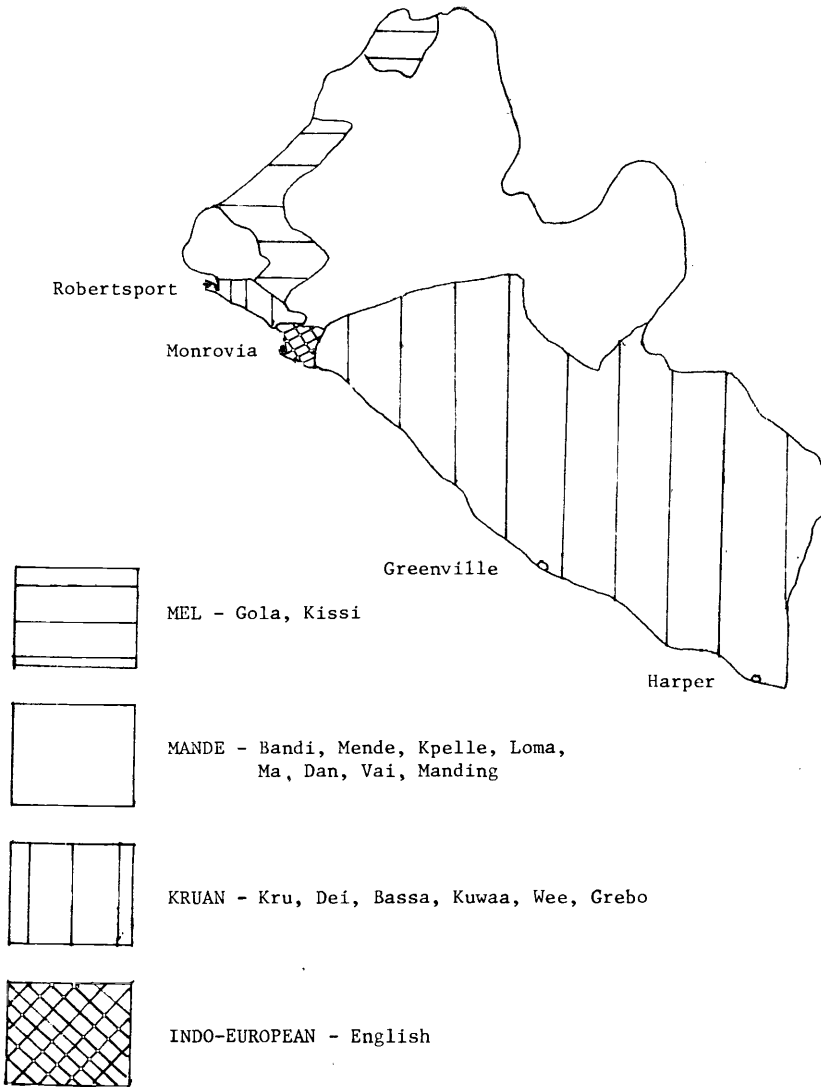 Robertsport
Monrovia
Greenville
Harper
MEL - Gola, Kissi
MANDE - Bandi, Mende, Kpelle, Loma,
Ma, Dan, Vai, Manding
KRUAN - Kru, Dei, Bassa, Kuwaa, Wee, Grebo
INDO-EUROPEAN - English